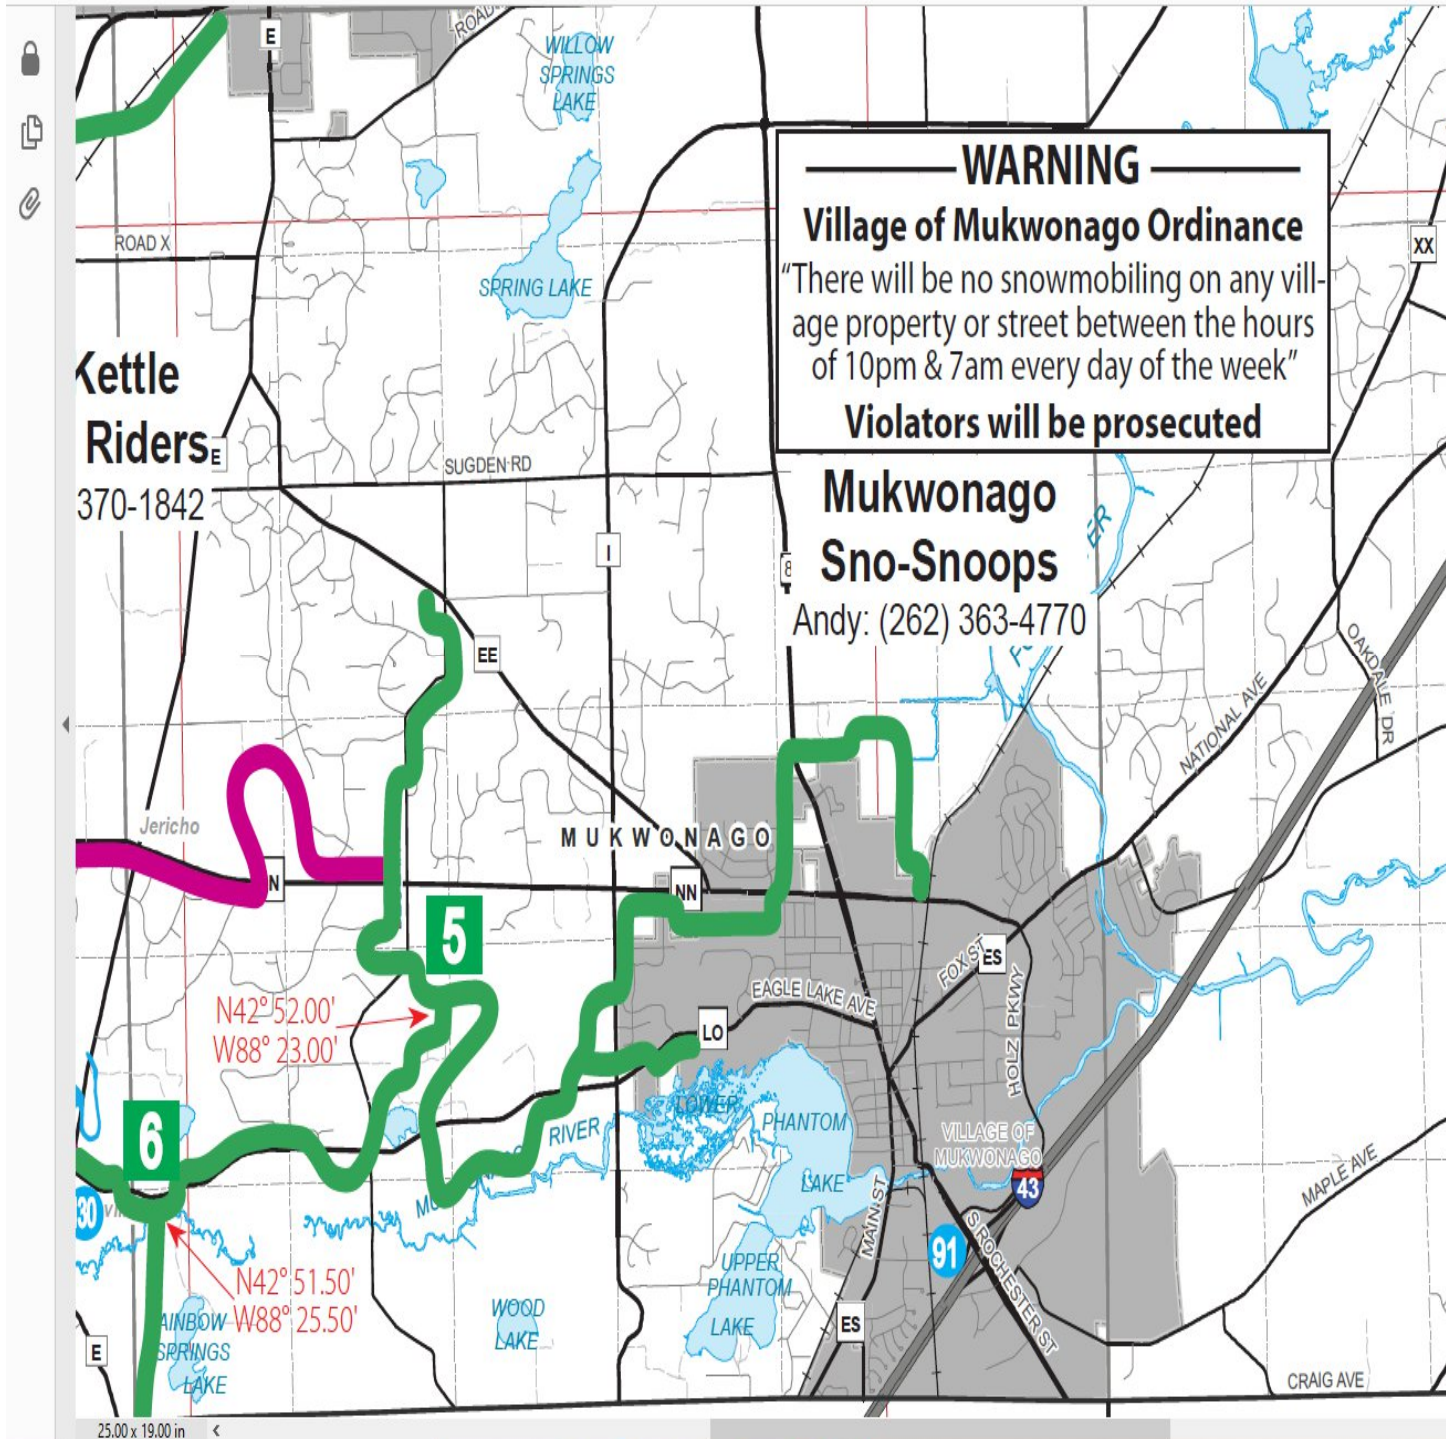 E
ROAD
WILLOW
SPRINGS
LAKE
WARNING
Village of Mukwonago Ordinance
“There will be no snowmobiling on any vill-
age property or street between the hours
of 10pm & 7am every day of the week”
Violators will be prosecuted
ROAD X
XX
SPRING LAKE
Kettle
Riders
370-1842
E
SUGDEN RD
Mukwonago
Sno-Snoops
Andy: (262) 363-4770
I
8
ER
EE
OAKDALE DR
NATIONAL AVE
Jericho
MUKWONAGO
N
NN
5
FOX ST
ES
HOLZ PKWY
N42° 52.00'
W88° 23.00'
EAGLE LAKE AVE
LO
6
LOWER
PHANTOM
LAKE
RIVER
VILLAGE OF
MUKWONAGO
43
MAPLE AVE
30
MAIN ST
91
S ROCHESTER ST
N42° 51.50'
W88° 25.50'
UPPER
PHANTOM
LAKE
WOOD
LAKE
AINBOW
SPRINGS
LAKE
E
ES
CRAIG AVE
25.00 x 19.00 in